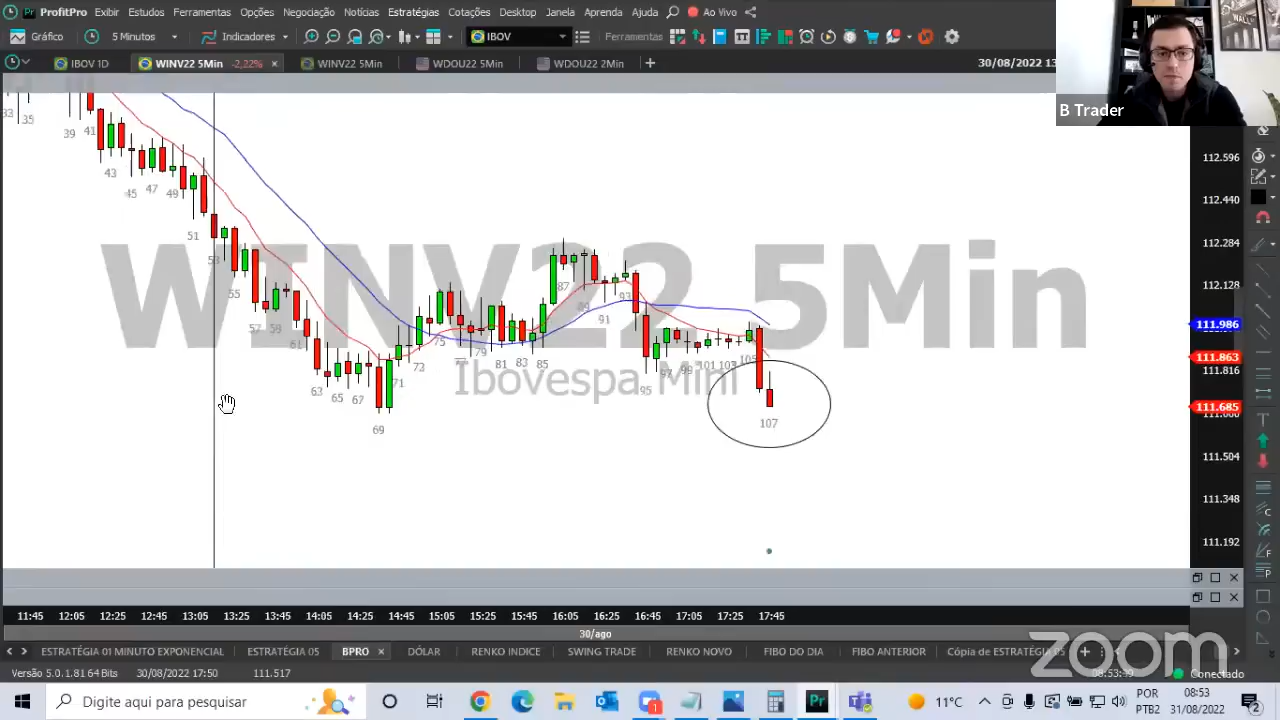 ProfitPro Exibir Estudos Ferramentas Opções Negociação Notícias Estratégias Cotações Desktop Janela Aprenda Ajuda Ao Vivo
Gráfico 5 Minutos Indicadores IBOV Ferramentas
IBOV 1D WINV22 5Min -2,22% WINV22 5Min WDOU22 5Min WDOU22 2Min 30/08/2022
B Trader
WINV22 5Min
Ibovespa Mini
33 35 39 41 43 45 47 49 51 53 55 57 59 61 63 65 67 69 71 73 75 77 79 81 83 85 87 89 91 93 95 97 99 101 103 105 107
112.596
112.440
112.284
112.128
111.986
111.863
111.816
111.685
111.504
111.348
111.192
11:45 12:05 12:25 12:45 13:05 13:25 13:45 14:05 14:25 14:45 15:05 15:25 15:45 16:05 16:25 16:45 17:05 17:25 17:45
30/ago
ESTRATÉGIA 01 MINUTO EXPONENCIAL ESTRATÉGIA 05 BPRO DÓLAR RENKO INDICE SWING TRADE RENKO NOVO FIBO DO DIA FIBO ANTERIOR Cópia de ESTRATÉGIA 05
zoom
Versão 5.0.1.81 64 Bits 30/08/2022 17:50 111.517 Conectado
Digite aqui para pesquisar 11°C POR 08:53
PTB2 31/08/2022 2